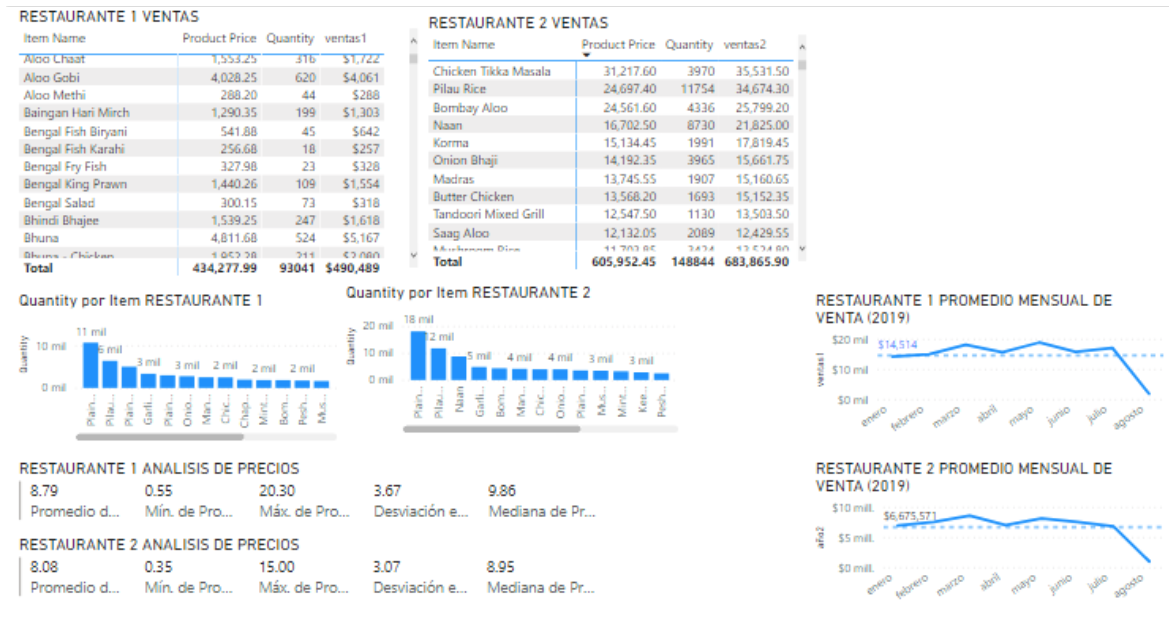 RESTAURANTE 1 VENTAS
Item Name Product Price Quantity ventas1
Aloo Chaat 1,553.25 316 $1,722
Aloo Gobi 4,028.25 620 $4,061
Aloo Methi 288.20 44 $288
Baingan Hari Mirch 1,290.35 199 $1,303
Bengal Fish Biryani 541.88 45 $642
Bengal Fish Karahi 256.68 18 $257
Bengal Fry Fish 327.98 23 $328
Bengal King Prawn 1,440.26 109 $1,554
Bengal Salad 300.15 73 $318
Bhindi Bhajee 1,539.25 247 $1,618
Bhuna 4,811.68 524 $5,167
Bhuna - Chicken 1,952.28 211 $2,080
Total 434,277.99 93041 $490,489
RESTAURANTE 2 VENTAS
Item Name Product Price Quantity ventas2
Chicken Tikka Masala 31,217.60 3970 35,531.50
Pilau Rice 24,697.40 11754 34,674.30
Bombay Aloo 24,561.60 4336 25,799.20
Naan 16,702.50 8730 21,825.00
Korma 15,134.45 1991 17,819.45
Onion Bhaji 14,192.35 3965 15,661.75
Madras 13,745.55 1907 15,160.65
Butter Chicken 13,568.20 1693 15,152.35
Tandoori Mixed Grill 12,547.50 1130 13,503.50
Saag Aloo 12,132.05 2089 12,429.55
Mushroom Rice 11,703.85 3424 13,524.80
Total 605,952.45 148844 683,865.90
Quantity por Item RESTAURANTE 1
Quantity
10 mil
0 mil
11 mil 6 mil 3 mil 3 mil 2 mil 2 mil 2 mil
Plain... Pilau... Plain... Garli... Plain... Onio... Man... Chic... Chap... Mint... Bom... Pesh... Mus...
Quantity por Item RESTAURANTE 2
Quantity
20 mil
10 mil
0 mil
18 mil 12 mil 5 mil 4 mil 4 mil 3 mil 3 mil
Plain... Pilau... Naan Garli... Bom... Man... Chic... Onio... Plain... Mus... Mint... Kee... Pesh...
RESTAURANTE 1 PROMEDIO MENSUAL DE
VENTA (2019)
ventas1
$20 mil
$10 mil
$0 mil
$14,514
enero febrero marzo abril mayo junio julio agosto
RESTAURANTE 1 ANALISIS DE PRECIOS
8.79 0.55 20.30 3.67 9.86
Promedio d... Mín. de Pro... Máx. de Pro... Desviación e... Mediana de Pr...
RESTAURANTE 2 ANALISIS DE PRECIOS
8.08 0.35 15.00 3.07 8.95
Promedio d... Mín. de Pro... Máx. de Pro... Desviación e... Mediana de Pr...
RESTAURANTE 2 PROMEDIO MENSUAL DE
VENTA (2019)
año2
$10 mill.
$5 mill.
$0 mill.
$6,675,571
enero febrero marzo abril mayo junio julio agosto